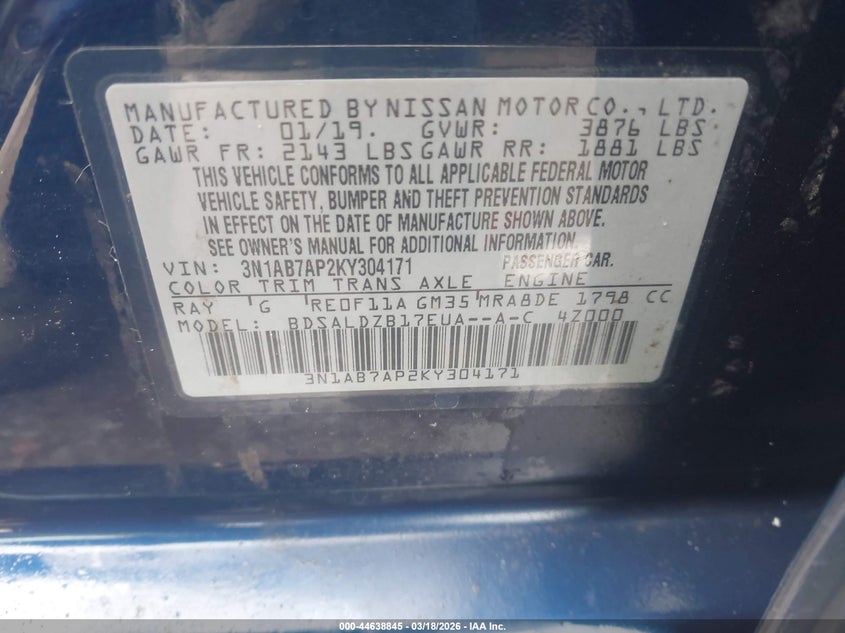 MANUFACTURED BY NISSAN MOTOR CO., LTD.
DATE: 01/19. GVWR: 3876 LBS
GAWR FR: 2143 LBS GAWR RR: 1881 LBS
THIS VEHICLE CONFORMS TO ALL APPLICABLE FEDERAL MOTOR
VEHICLE SAFETY, BUMPER AND THEFT PREVENTION STANDARDS
IN EFFECT ON THE DATE OF MANUFACTURE SHOWN ABOVE.
SEE OWNER'S MANUAL FOR ADDITIONAL INFORMATION.
VIN: 3N1AB7AP2KY304171 PASSENGER CAR.
COLOR TRIM TRANS AXLE ENGINE
RAY G RE0F11A GM35 MRA8DE 1798 CC
MODEL: BDSALDZB17EUA--A-C 4Z000
3N1AB7AP2KY304171
000-44638845 / 03/18/2026 - © IAA Inc.